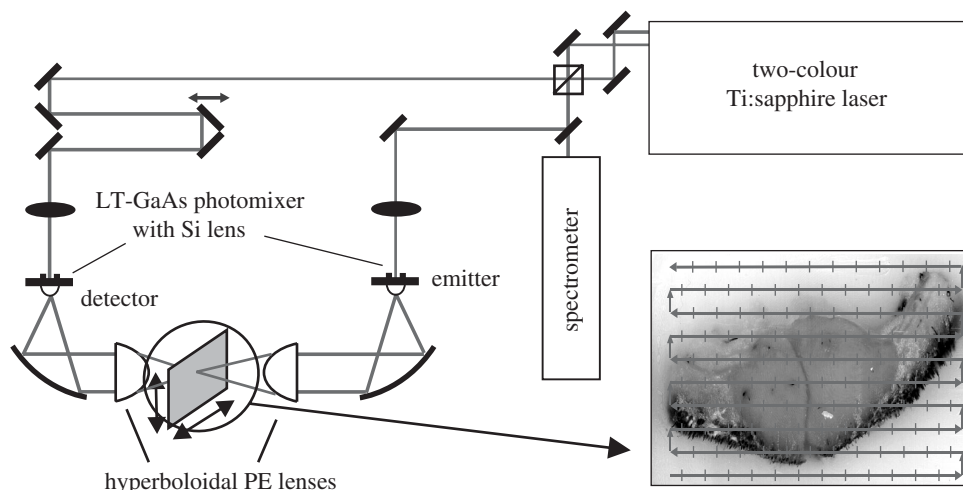 two-colour
Ti:sapphire laser
LT-GaAs photomixer
with Si lens
detector
emitter
spectrometer
hyperboloidal PE lenses